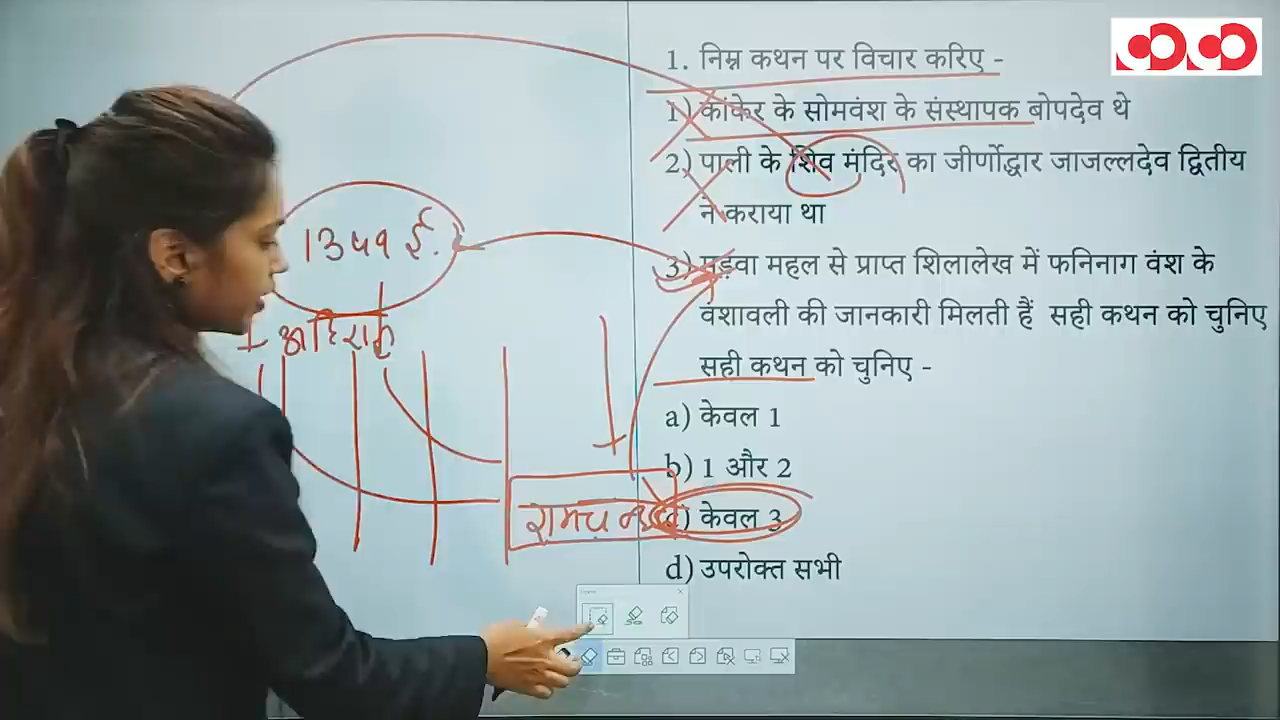 1. निम्न कथन पर विचार करिए -
1) कांकेर के सोमवंश के संस्थापक बोपदेव थे
2) पाली के शिव मंदिर का जीर्णोद्धार जाजल्लदेव द्वितीय
ने कराया था
3) मड़वा महल से प्राप्त शिलालेख में फनिनाग वंश के
वशावली की जानकारी मिलती हैं सही कथन को चुनिए
सही कथन को चुनिए -
a) केवल 1
b) 1 और 2
c) केवल 3
d) उपरोक्त सभी
1349 ई.
रामचन्द्र